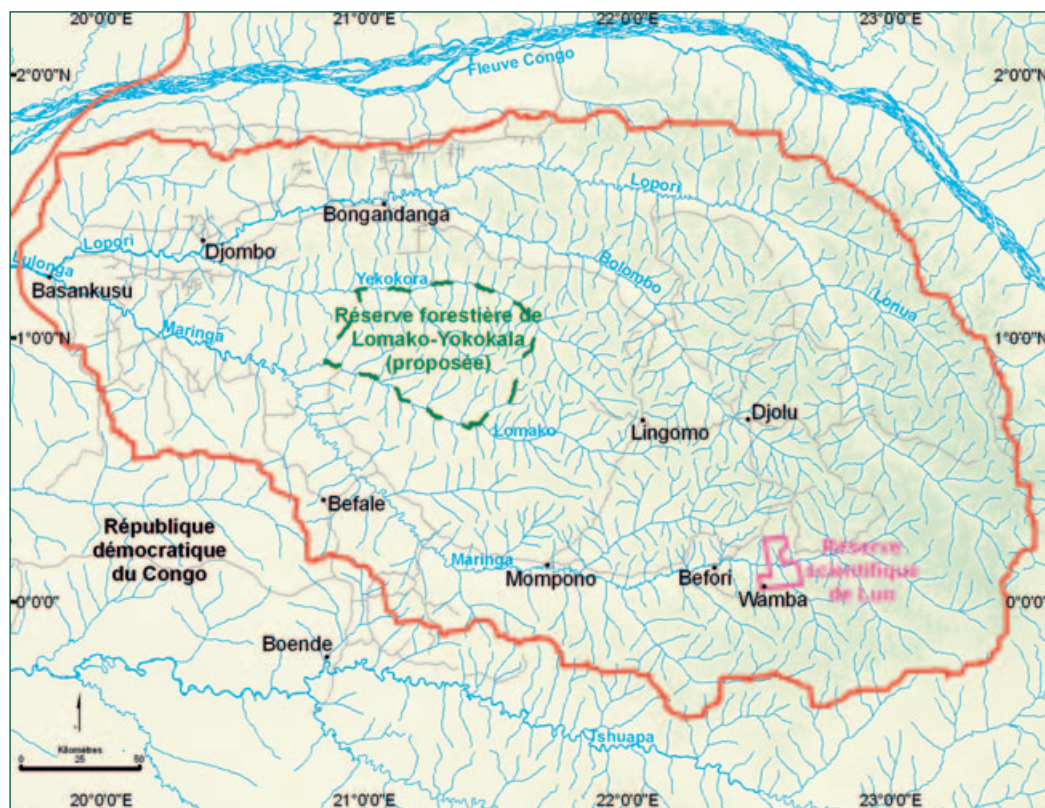 20°0'0"E
21°0'0"E
22°0'0"E
23°0'0"E
2°0'0"N
2°0'0"N
Fleuve Congo
Lopori
Bongandanga
Djombo
Lopori
Lulonga
Basankusu
Yekokora
Bolombo
Lonua
Maringa
Réserve forestière de
Lomako-Yokokala
(proposée)
1°0'0"N
1°0'0"N
Djolu
Lingomo
Lomako
Befale
République
démocratique
du Congo
Maringa
Mompono
Befori
Wamba
Réserve
scientifique
de Luo
0°0'0"
0°0'0"N
Boende
Tshuapa
Kilomètres
0
25
50
20°0'0"E
21°0'0"E
22°0'0"E
23°0'0"E